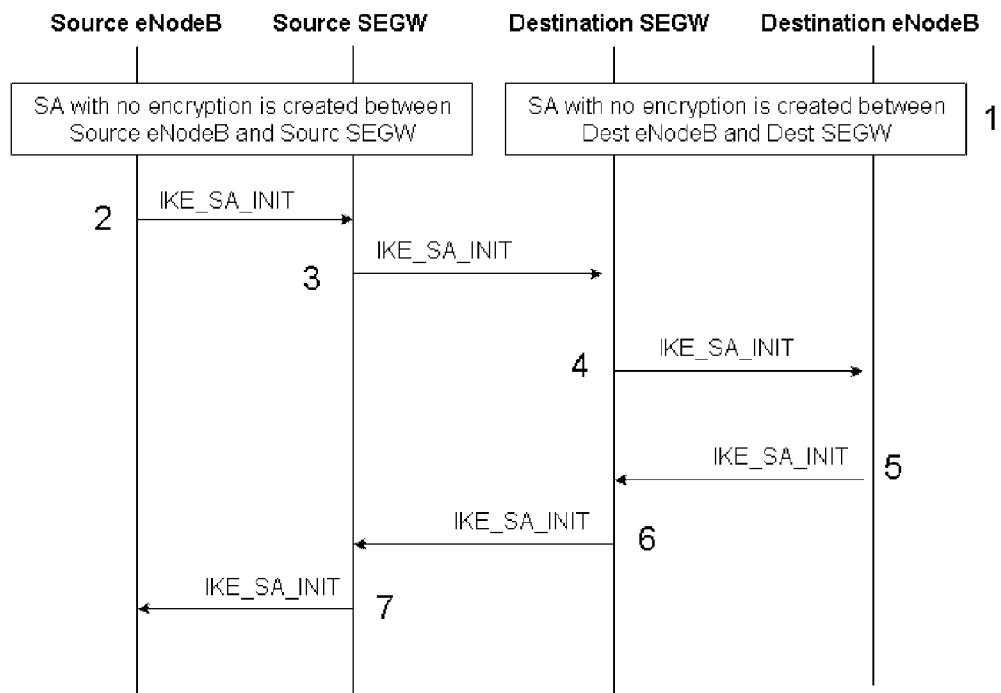 Source eNodeB Source SEGW Destination SEGW Destination eNodeB
SA with no encryption is created between
Source eNodeB and Sourc SEGW
SA with no encryption is created between
Dest eNodeB and Dest SEGW
1
IKE_SA_INIT
2
IKE_SA_INIT
3
IKE_SA_INIT
4
IKE_SA_INIT
5
IKE_SA_INIT
6
IKE_SA_INIT
7